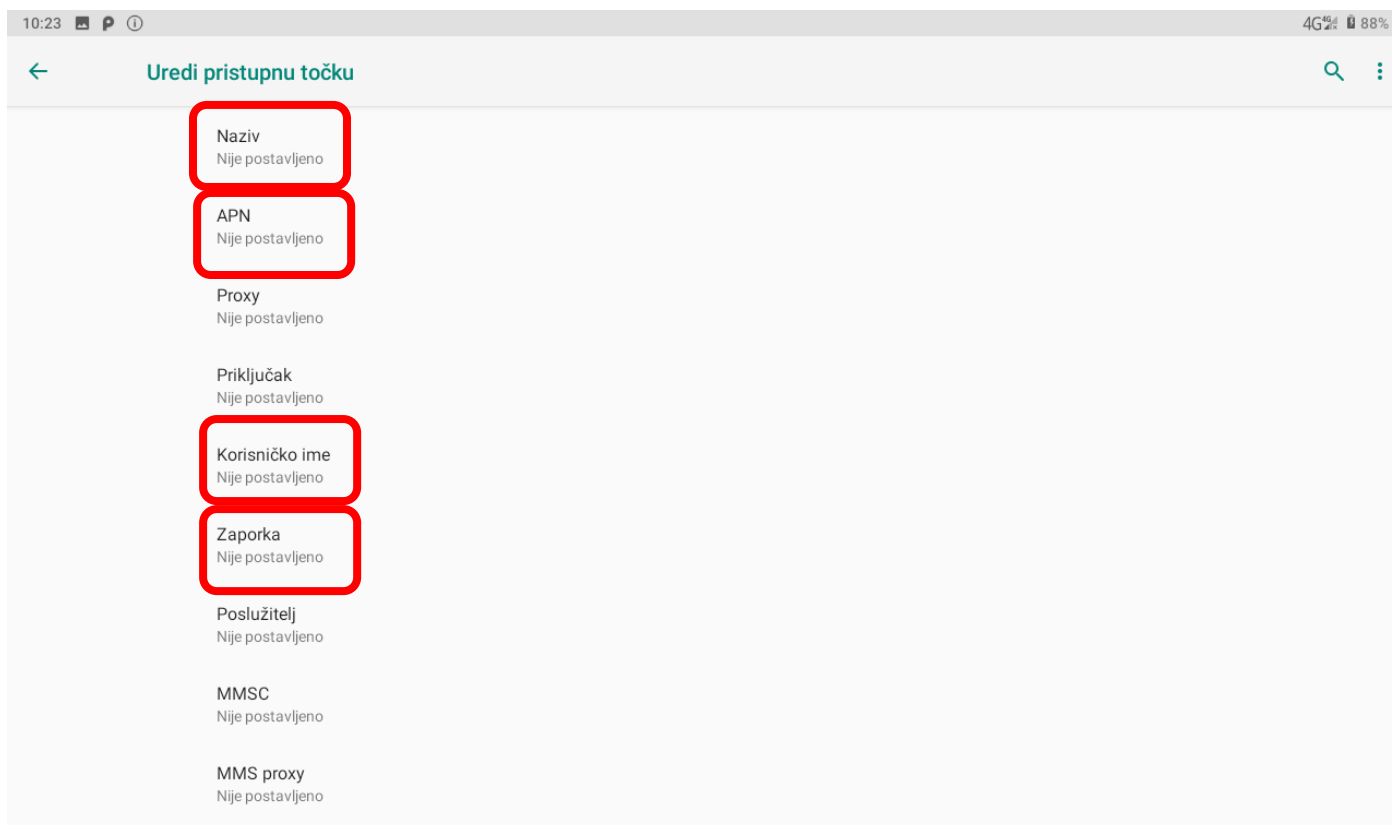 10:23 4G 88%
Uredi pristupnu točku
Naziv
Nije postavljeno
APN
Nije postavljeno
Proxy
Nije postavljeno
Priključak
Nije postavljeno
Korisničko ime
Nije postavljeno
Zaporka
Nije postavljeno
Poslužitelj
Nije postavljeno
MMSC
Nije postavljeno
MMS proxy
Nije postavljeno